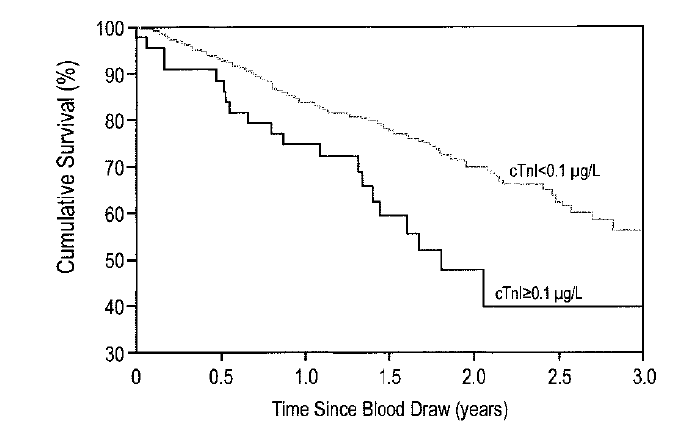 Cumulative Survival (%)
100
90
80
70
60
50
40
30
cTnI<0.1 µg/L
cTnI≥0.1 µg/L
0 0.5 1.0 1.5 2.0 2.5 3.0
Time Since Blood Draw (years)